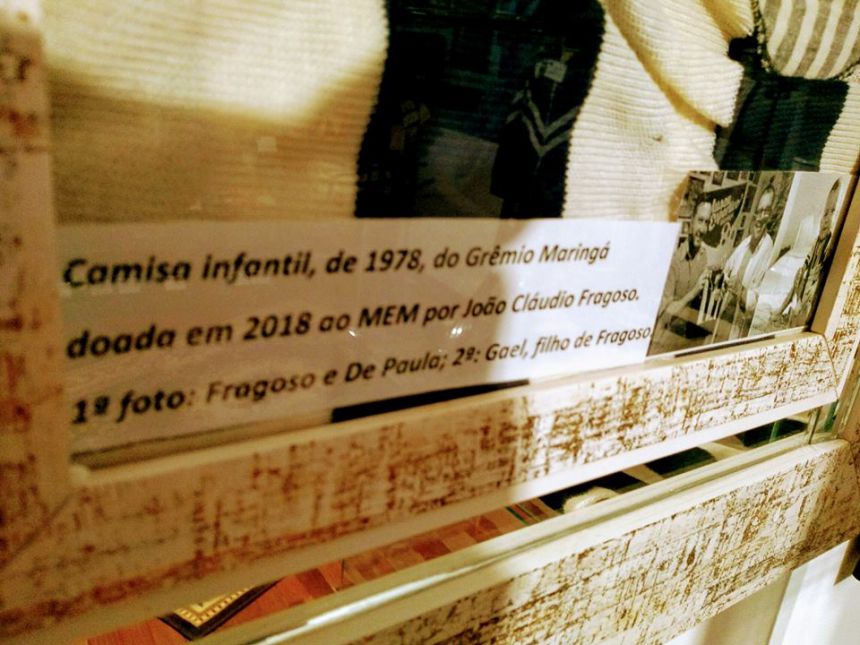 Camisa infantil, de 1978, do Grêmio Maringá
doada em 2018 ao MEM por João Cláudio Fragoso.
1ª foto: Fragoso e De Paula; 2ª: Gael, filho de Fragoso